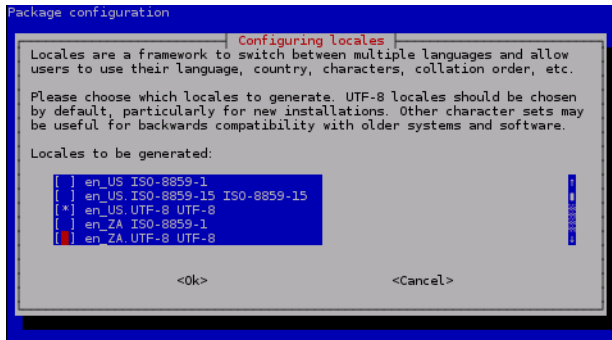 Package configuration
Configuring locales
Locales are a framework to switch between multiple languages and allow
users to use their language, country, characters, collation order, etc.
Please choose which locales to generate. UTF-8 locales should be chosen
by default, particularly for new installations. Other character sets may
be useful for backwards compatibility with older systems and software.
Locales to be generated:
[ ] en_US ISO-8859-1
[ ] en_US.ISO-8859-15 ISO-8859-15
[*] en_US.UTF-8 UTF-8
[ ] en_ZA ISO-8859-1
[ ] en_ZA.UTF-8 UTF-8
<Ok> <Cancel>